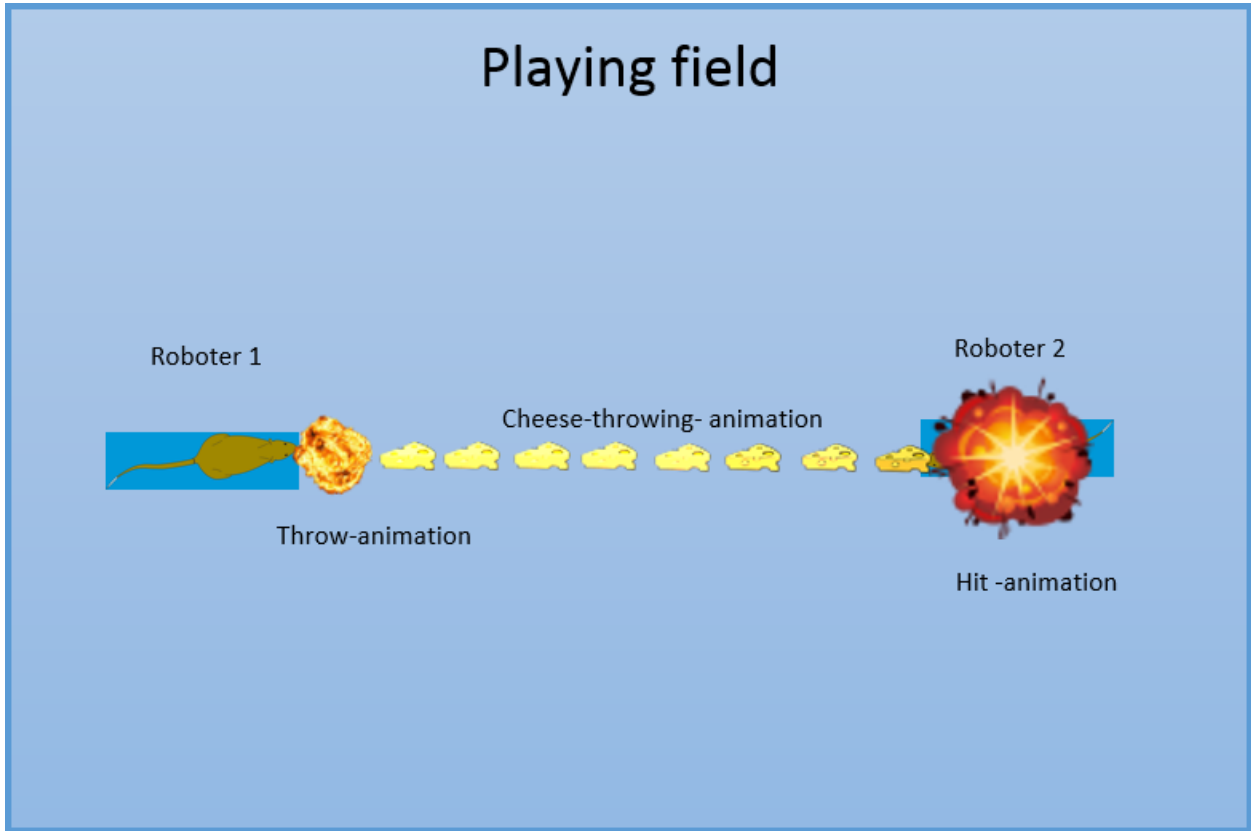 Playing field
Roboter 1
Roboter 2
Cheese-throwing- animation
Throw-animation
Hit -animation